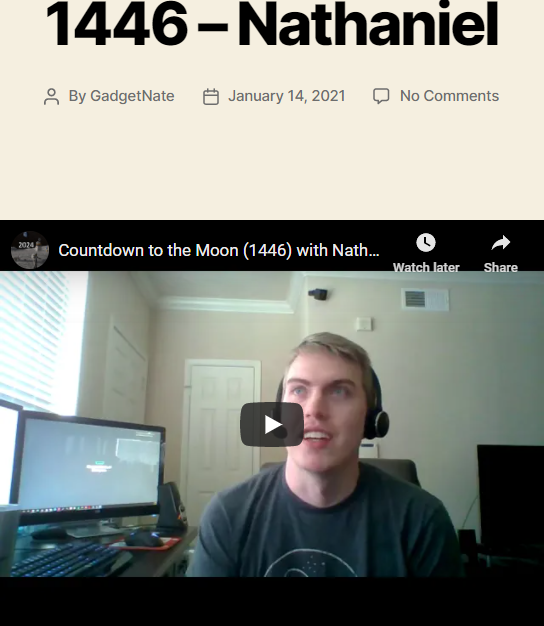 1446 – Nathaniel
By GadgetNate January 14, 2021 No Comments
2024
Countdown to the Moon (1446) with Nath...
Watch later Share